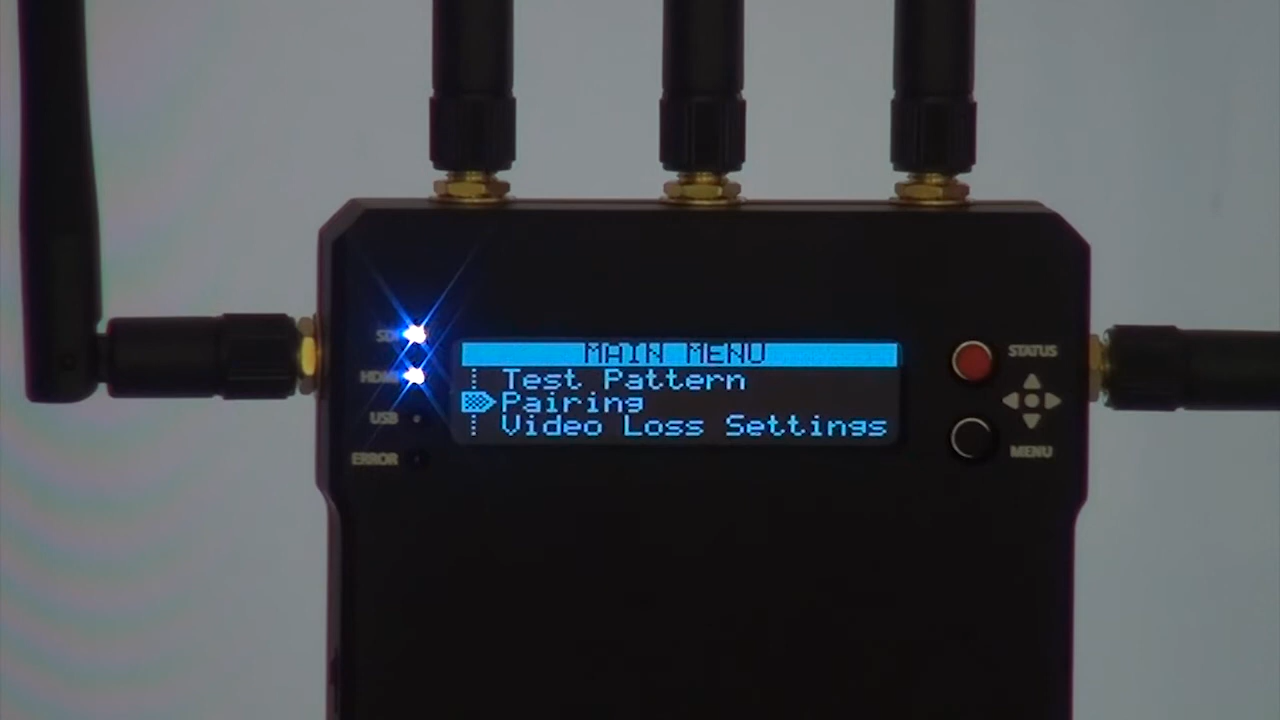 SDI
HDMI
USB
ERROR
MAIN MENU
Test Pattern
Pairing
Video Loss Settings
STATUS
MENU